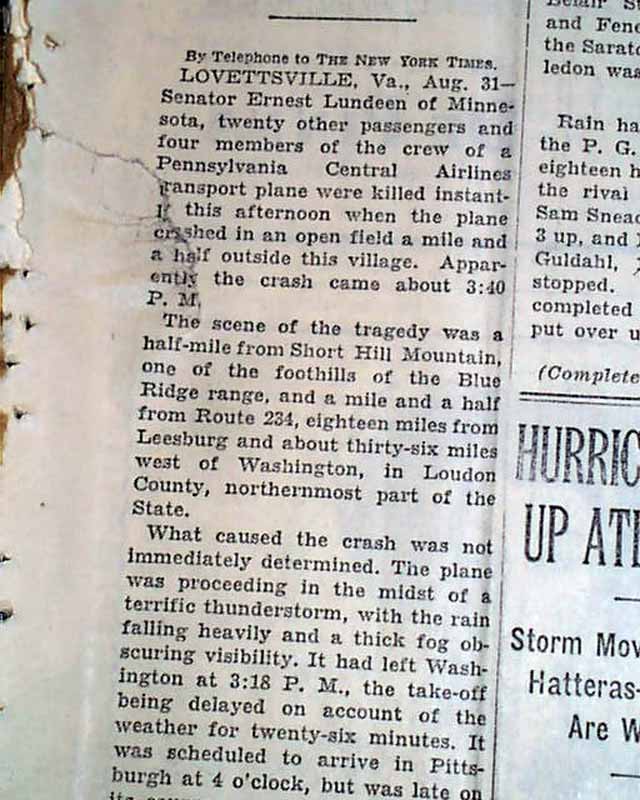 By Telephone to THE NEW YORK TIMES.
LOVETTSVILLE, Va., Aug. 31—
Senator Ernest Lundeen of Minne-
sota, twenty other passengers and
four members of the crew of a
Pennsylvania Central Airlines
transport plane were killed instant-
ly this afternoon when the plane
crashed in an open field a mile and
a half outside this village. Appar-
ently the crash came about 3:40
P. M.
The scene of the tragedy was a
half-mile from Short Hill Mountain,
one of the foothills of the Blue
Ridge range, and a mile and a half
from Route 234, eighteen miles from
Leesburg and about thirty-six miles
west of Washington, in Loudon
County, northernmost part of the
State.
What caused the crash was not
immediately determined. The plane
was proceeding in the midst of a
terrific thunderstorm, with the rain
falling heavily and a thick fog ob-
scuring visibility. It had left Wash-
ington at 3:18 P. M., the take-off
being delayed on account of the
weather for twenty-six minutes. It
was scheduled to arrive in Pitts-
burgh at 4 o'clock, but was late on
its
Belair
and Fenc
the Sarato
ledon was
Rain ha
the P. G.
eighteen h
the rival
Sam Snead
3 up, and
Guldahl,
stopped.
completed
put over u
(Complete
HURRIC
UP ATL
Storm Mov
Hatteras-
Are W